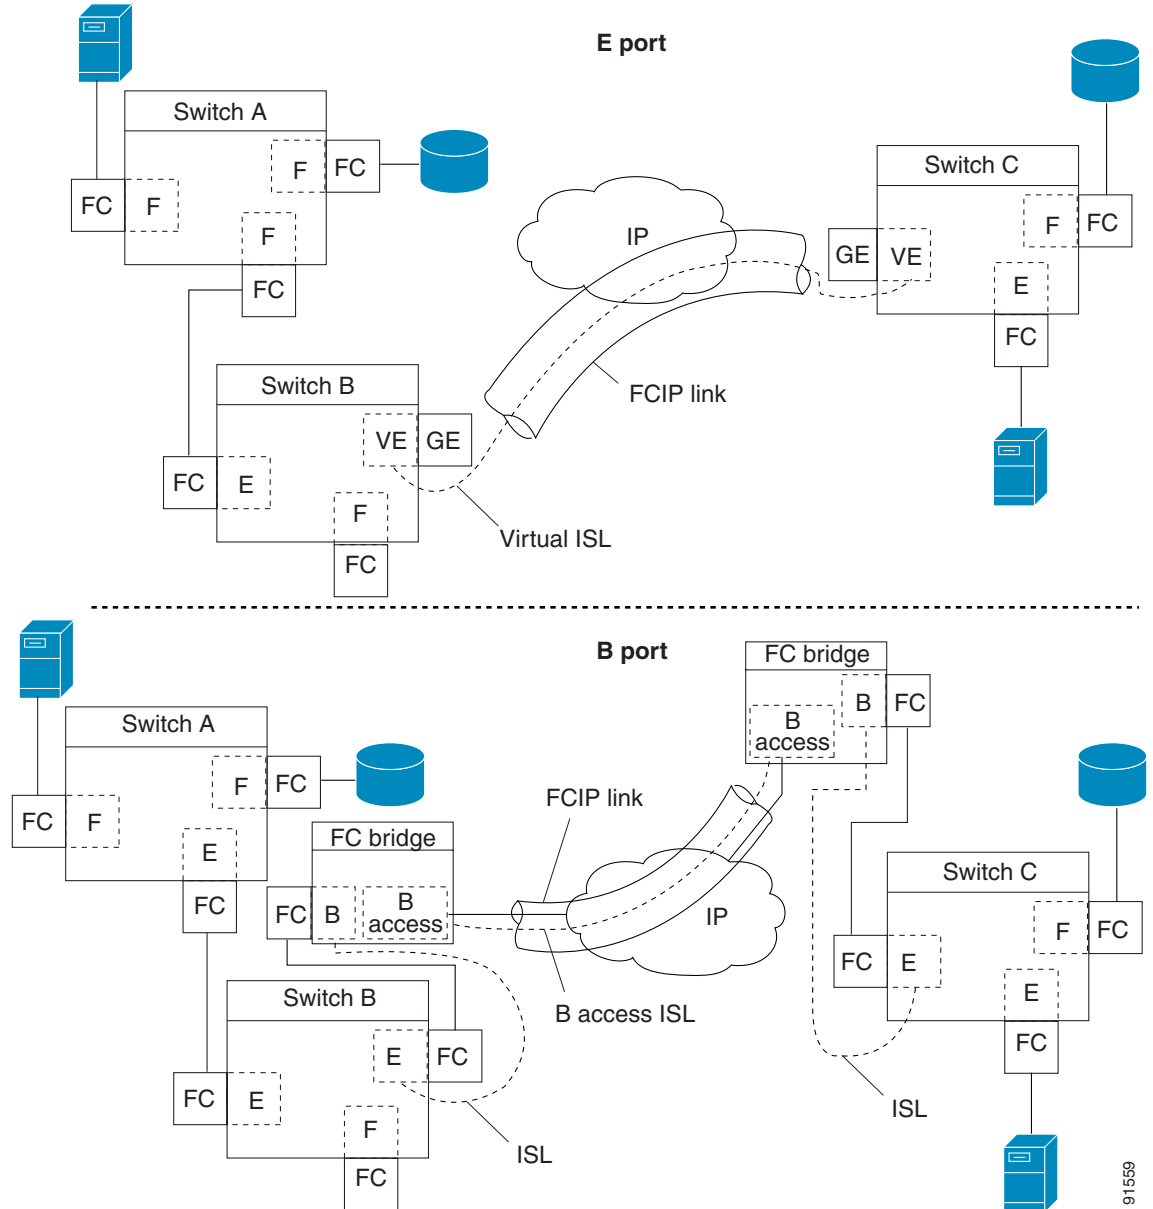 E port
Switch A
F
FC
FC
F
F
FC
Switch B
VE
GE
FC
E
F
FC
IP
FCIP link
Virtual ISL
Switch C
F
FC
GE
VE
E
FC
B port
Switch A
F
FC
FC
F
E
FC
FC bridge
FC
B
B
access
Switch B
E
FC
FC
E
F
FC
ISL
FCIP link
IP
B access ISL
FC bridge
B
FC
B
access
Switch C
F
FC
FC
E
E
FC
ISL
91559